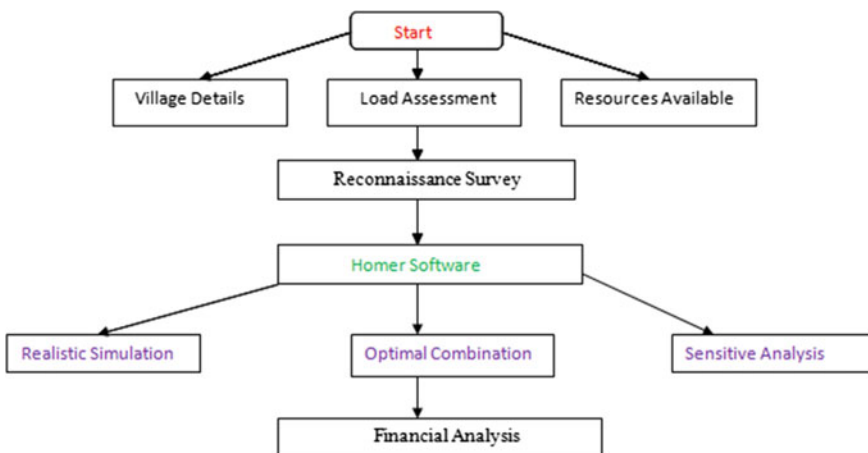 Start
Village Details
Load Assessment
Resources Available
Reconnaissance Survey
Homer Software
Realistic Simulation
Optimal Combination
Sensitive Analysis
Financial Analysis